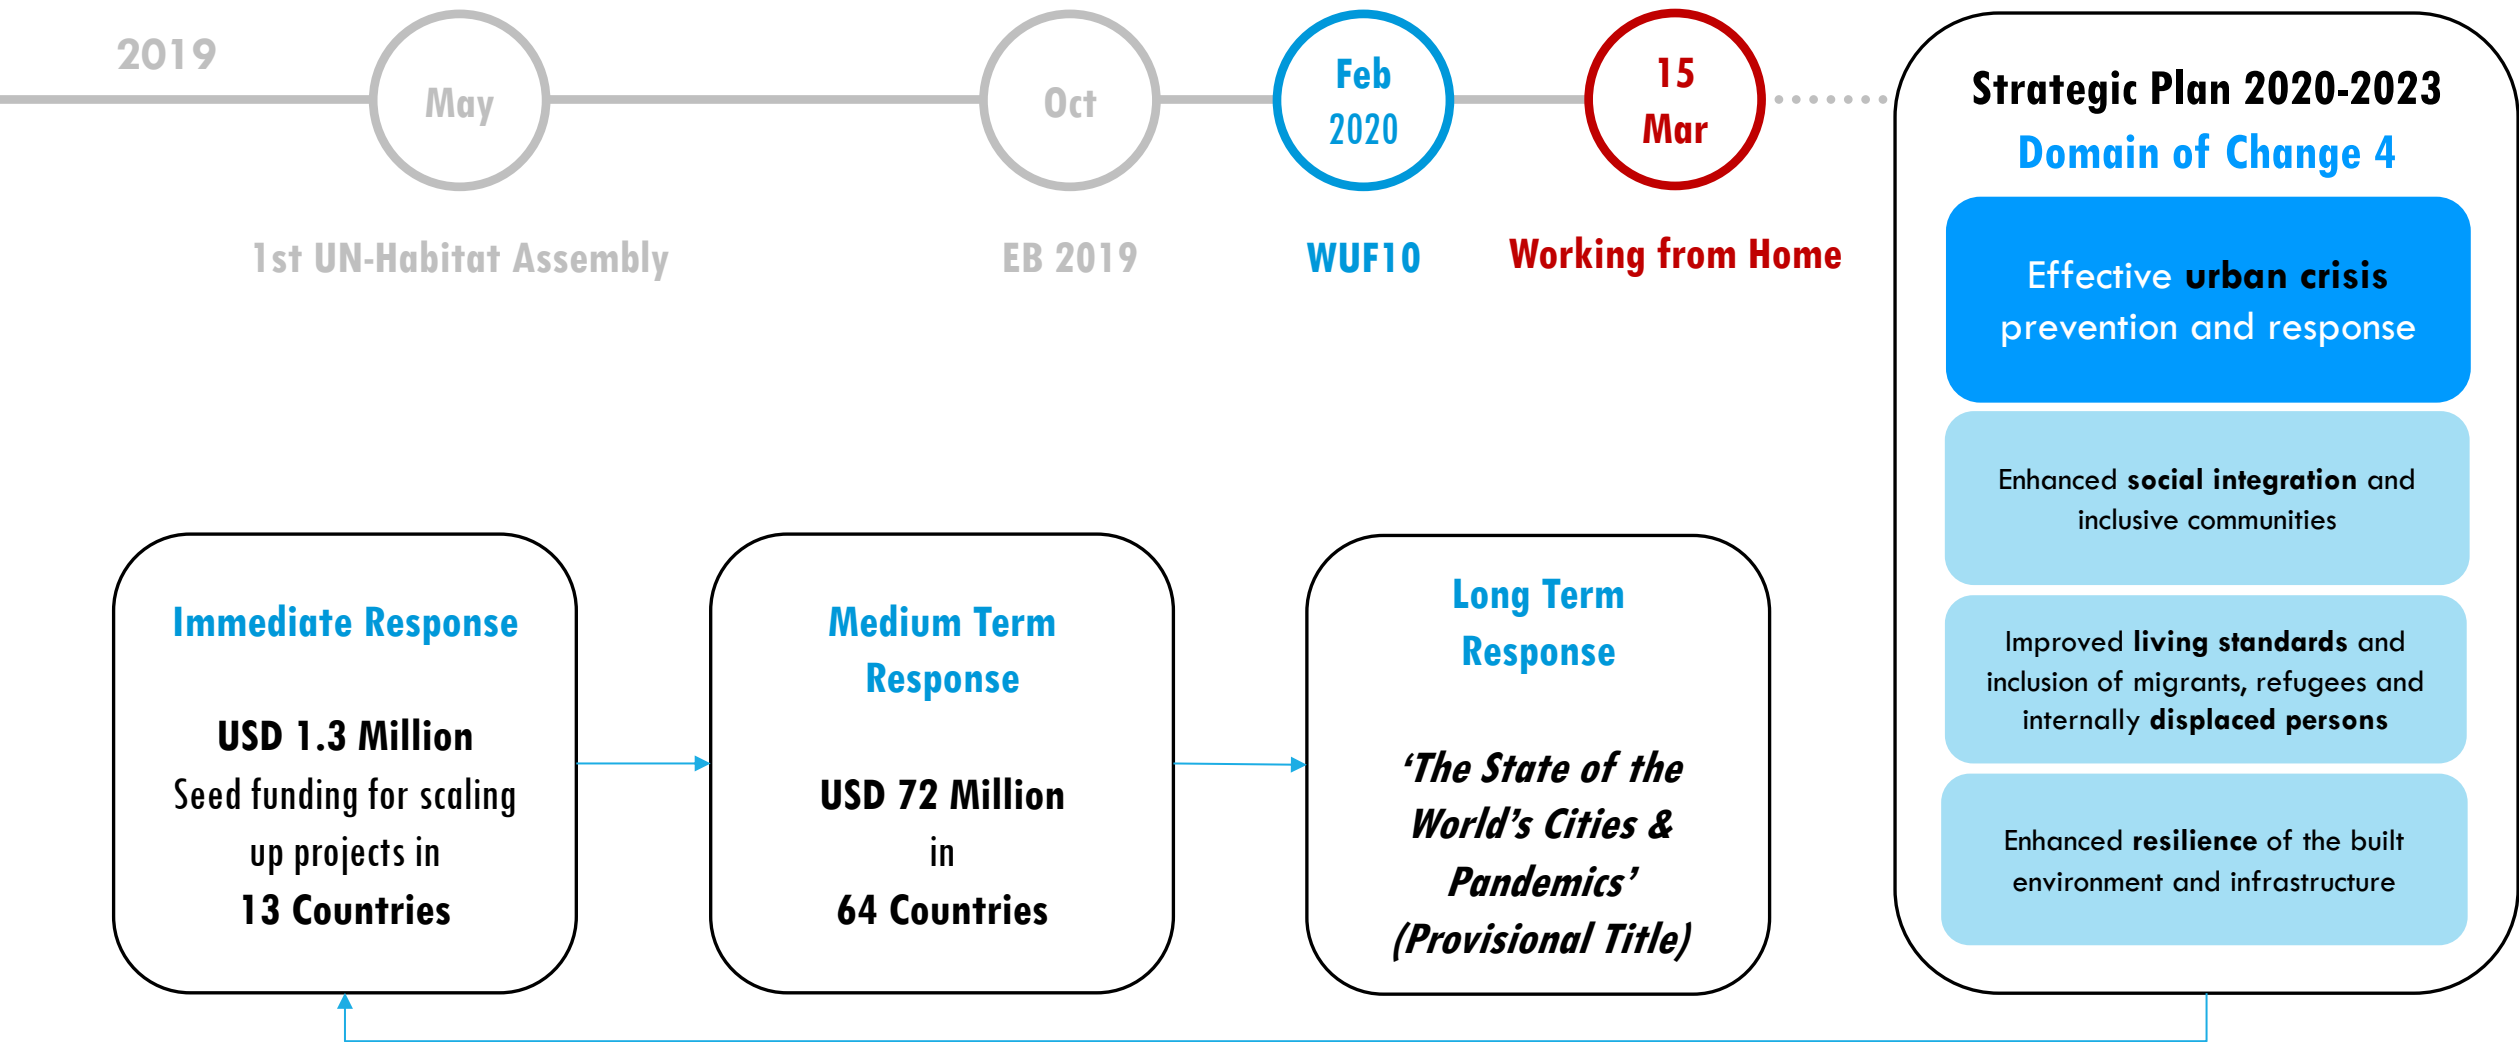 2019
May
1st UN-Habitat Assembly
Oct
EB 2019
Feb
2020
WUF10
15
Mar
Working from Home
Strategic Plan 2020-2023
Domain of Change 4
Effective urban crisis
prevention and response
Enhanced social integration and
inclusive communities
Improved living standards and
inclusion of migrants, refugees and
internally displaced persons
Enhanced resilience of the built
environment and infrastructure
Immediate Response
USD 1.3 Million
Seed funding for scaling
up projects in
13 Countries
Medium Term
Response
USD 72 Million
in
64 Countries
Long Term
Response
‘The State of the
World’s Cities &
Pandemics’
(Provisional Title)